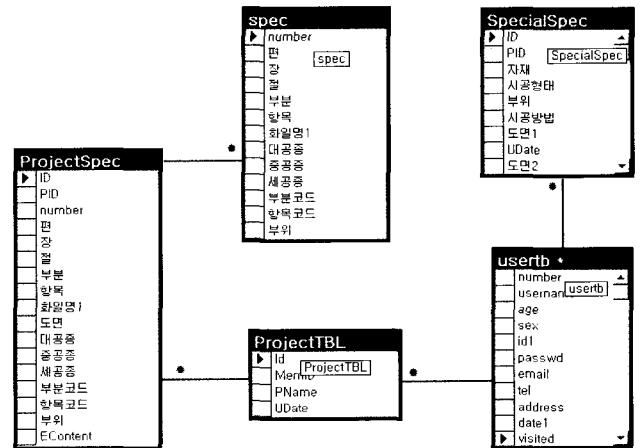 spec
number
편
spec
장
절
부분
항목
화일명1
대공종
중공종
세공종
부분코드
항목코드
부위
SpecialSpec
ID
PID
SpecialSpec
자재
시공형태
부위
시공방법
도면1
UDate
도면2
ProjectSpec
ID
PID
number
편
장
절
부분
항목
화일명1
도면
대공종
중공종
세공종
부분코드
항목코드
부위
EContent
ProjectTBL
Id
ProjectTBL
PName
UDate
usertb
number
usertb
age
sex
id1
passwd
email
tel
address
date1
visited